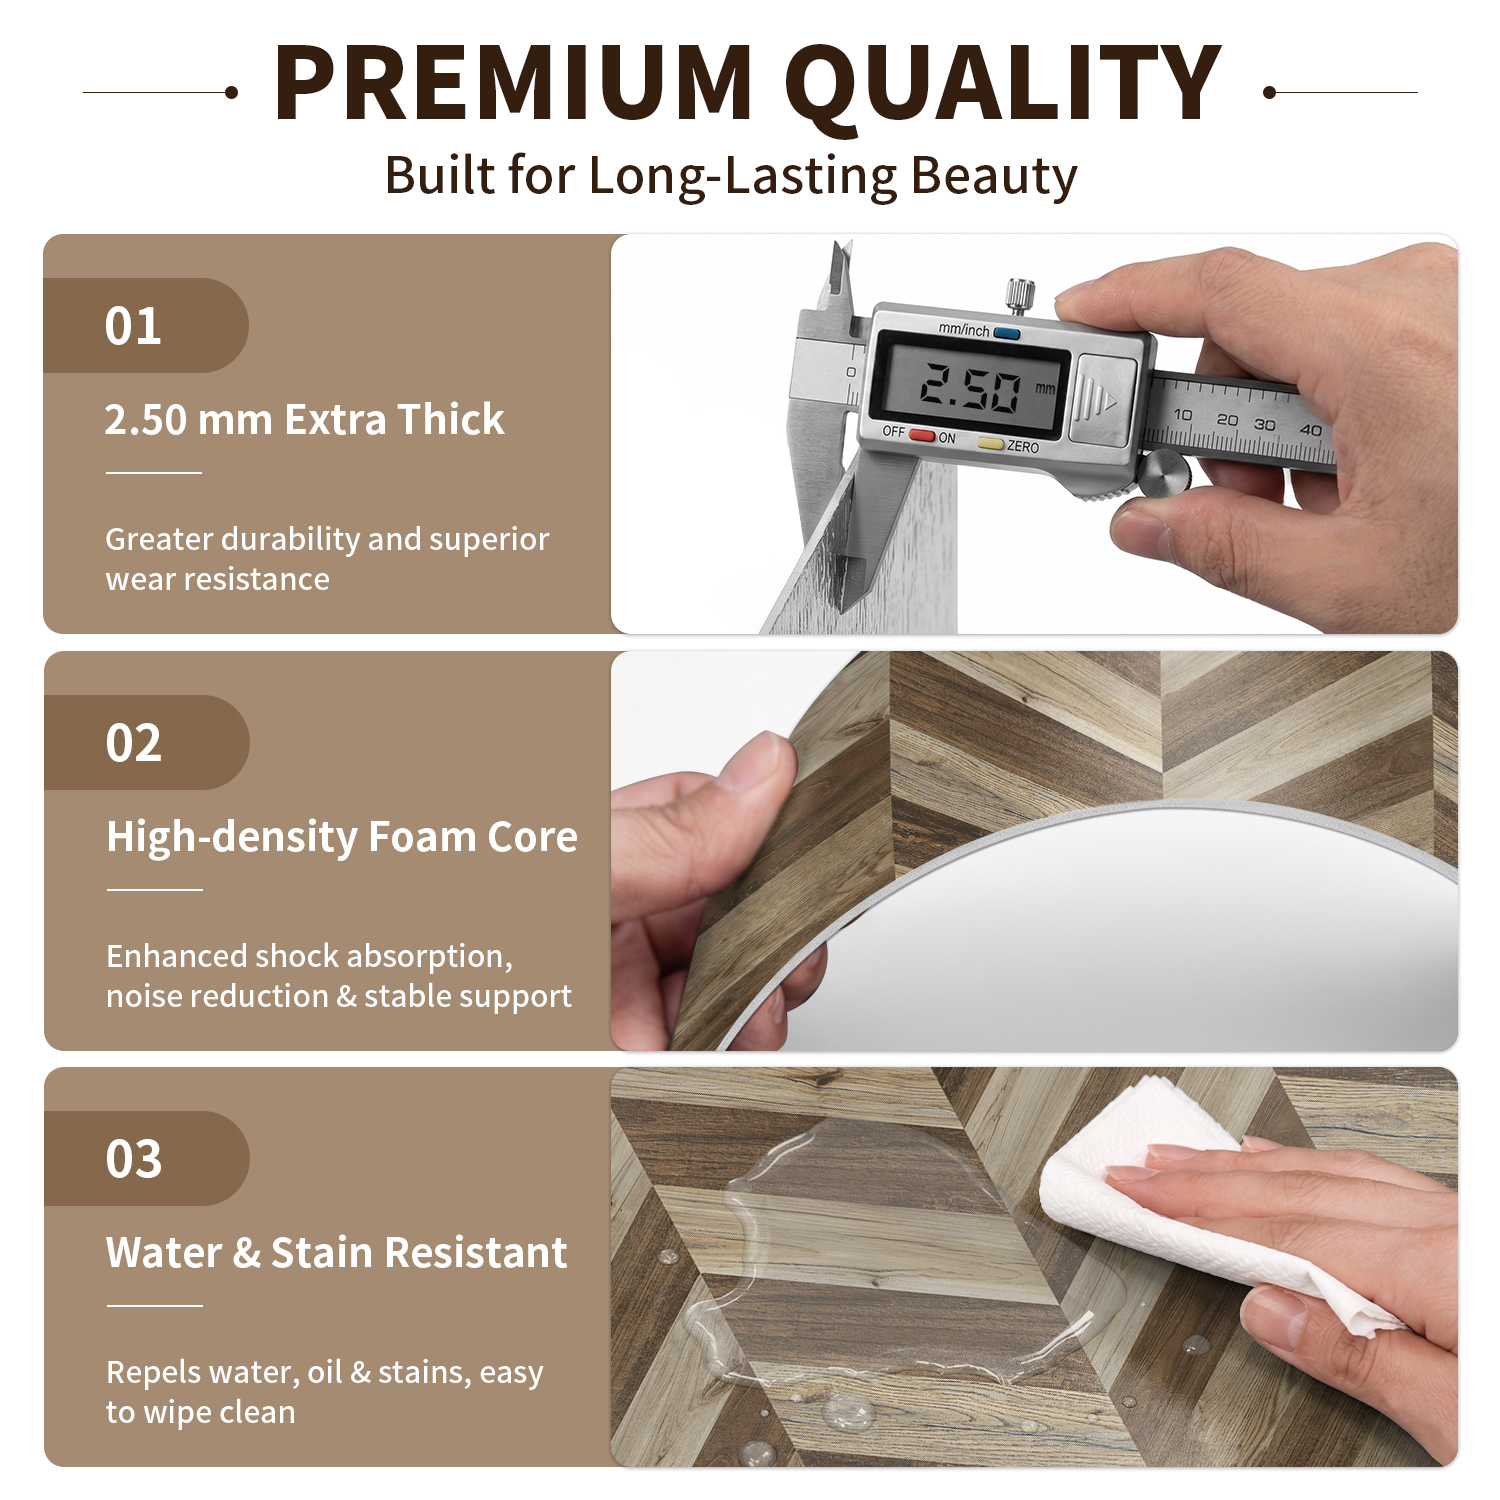 PREMIUM QUALITY
Built for Long-Lasting Beauty
01
2.50 mm Extra Thick
Greater durability and superior
wear resistance
mm/inch
0
2.50 mm
OFF ON ZERO
10 20 30 40
02
High-density Foam Core
Enhanced shock absorption,
noise reduction & stable support
03
Water & Stain Resistant
Repels water, oil & stains, easy
to wipe clean